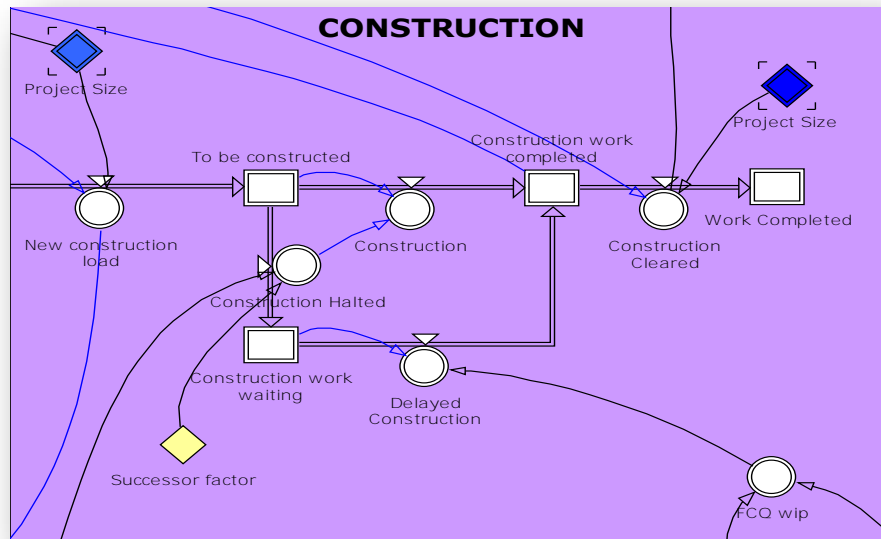 CONSTRUCTION
Project Size
Project Size
To be constructed
Construction work
completed
New construction
load
Construction
Construction
Cleared
Work Completed
Construction Halted
Construction work
waiting
Delayed
Construction
Successor factor
FCQ wip